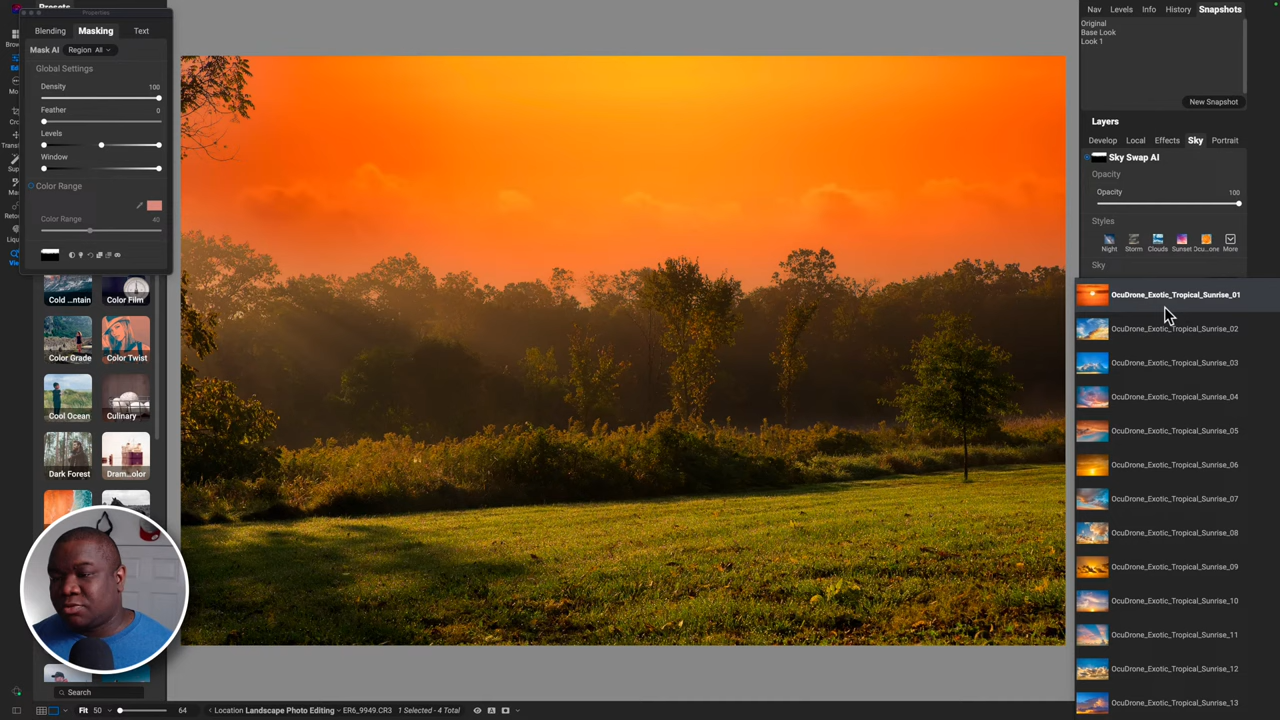 Presets
Properties
Blending
Masking
Text
Mask AI
Region All
Global Settings
Density
100
Feather
0
Levels
Window
Color Range
Color Range
40
Cold ...ntain
Color Film
Color Grade
Color Twist
Cool Ocean
Culinary
Dark Forest
Dram...olor
Search
Fit
50
64
Location
Landscape Photo Editing
ER6_9949.CR3
1 Selected - 4 Total
Nav
Levels
Info
History
Snapshots
Original
Base Look
Look 1
New Snapshot
Layers
Develop
Local
Effects
Sky
Portrait
Sky Swap AI
Opacity
Opacity
100
Styles
Night
Storm
Clouds
Sunset
Ocu...one
More
Sky
OcuDrone_Exotic_Tropical_Sunrise_01
OcuDrone_Exotic_Tropical_Sunrise_02
OcuDrone_Exotic_Tropical_Sunrise_03
OcuDrone_Exotic_Tropical_Sunrise_04
OcuDrone_Exotic_Tropical_Sunrise_05
OcuDrone_Exotic_Tropical_Sunrise_06
OcuDrone_Exotic_Tropical_Sunrise_07
OcuDrone_Exotic_Tropical_Sunrise_08
OcuDrone_Exotic_Tropical_Sunrise_09
OcuDrone_Exotic_Tropical_Sunrise_10
OcuDrone_Exotic_Tropical_Sunrise_11
OcuDrone_Exotic_Tropical_Sunrise_12
OcuDrone_Exotic_Tropical_Sunrise_13